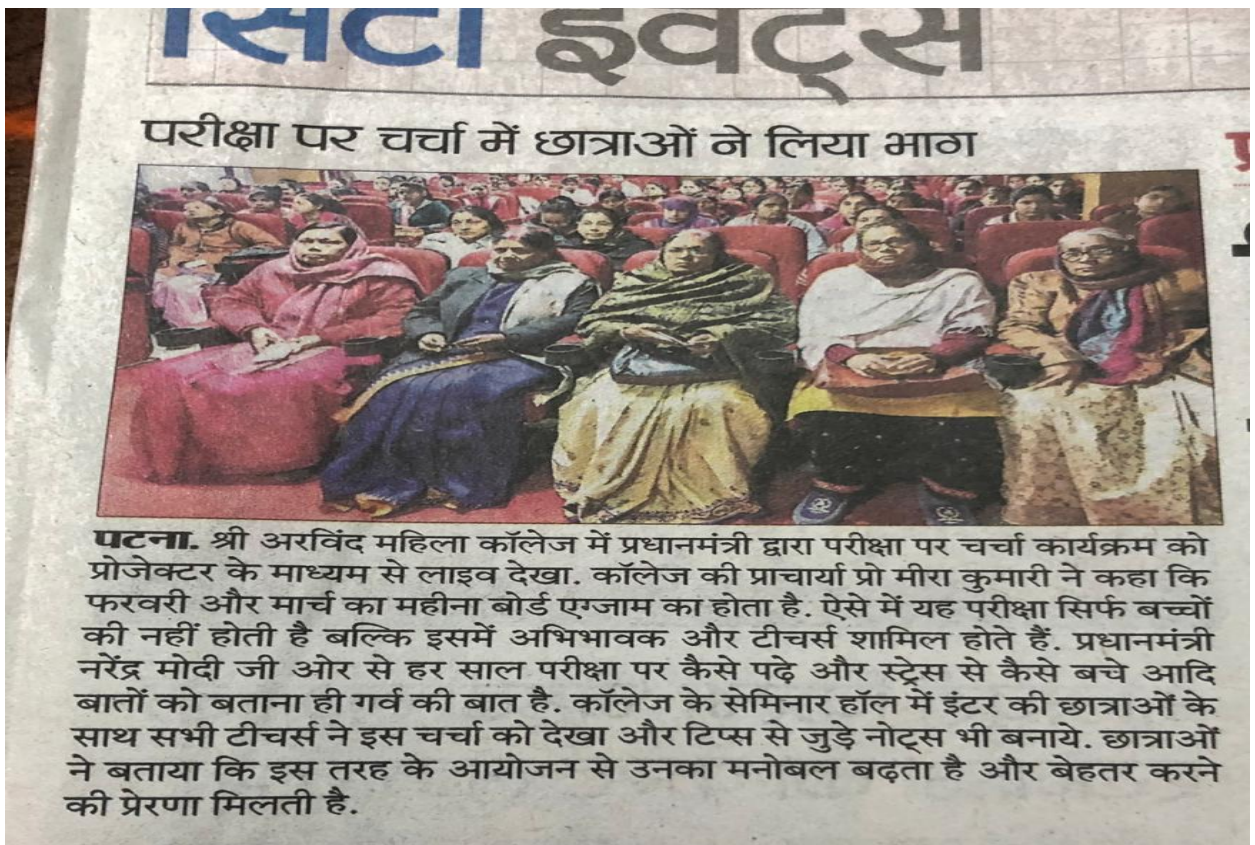 सिटी इवेंट्स
परीक्षा पर चर्चा में छात्राओं ने लिया भाग
पटना. श्री अरविंद महिला कॉलेज में प्रधानमंत्री द्वारा परीक्षा पर चर्चा कार्यक्रम को
प्रोजेक्टर के माध्यम से लाइव देखा. कॉलेज की प्राचार्या प्रो मीरा कुमारी ने कहा कि
फरवरी और मार्च का महीना बोर्ड एग्जाम का होता है. ऐसे में यह परीक्षा सिर्फ बच्चों
की नहीं होती है बल्कि इसमें अभिभावक और टीचर्स शामिल होते हैं. प्रधानमंत्री
नरेंद्र मोदी जी ओर से हर साल परीक्षा पर कैसे पढ़े और स्ट्रेस से कैसे बचे आदि
बातों को बताना ही गर्व की बात है. कॉलेज के सेमिनार हॉल में इंटर की छात्राओं के
साथ सभी टीचर्स ने इस चर्चा को देखा और टिप्स से जुड़े नोट्स भी बनाये. छात्राओं
ने बताया कि इस तरह के आयोजन से उनका मनोबल बढ़ता है और बेहतर करने
की प्रेरणा मिलती है.